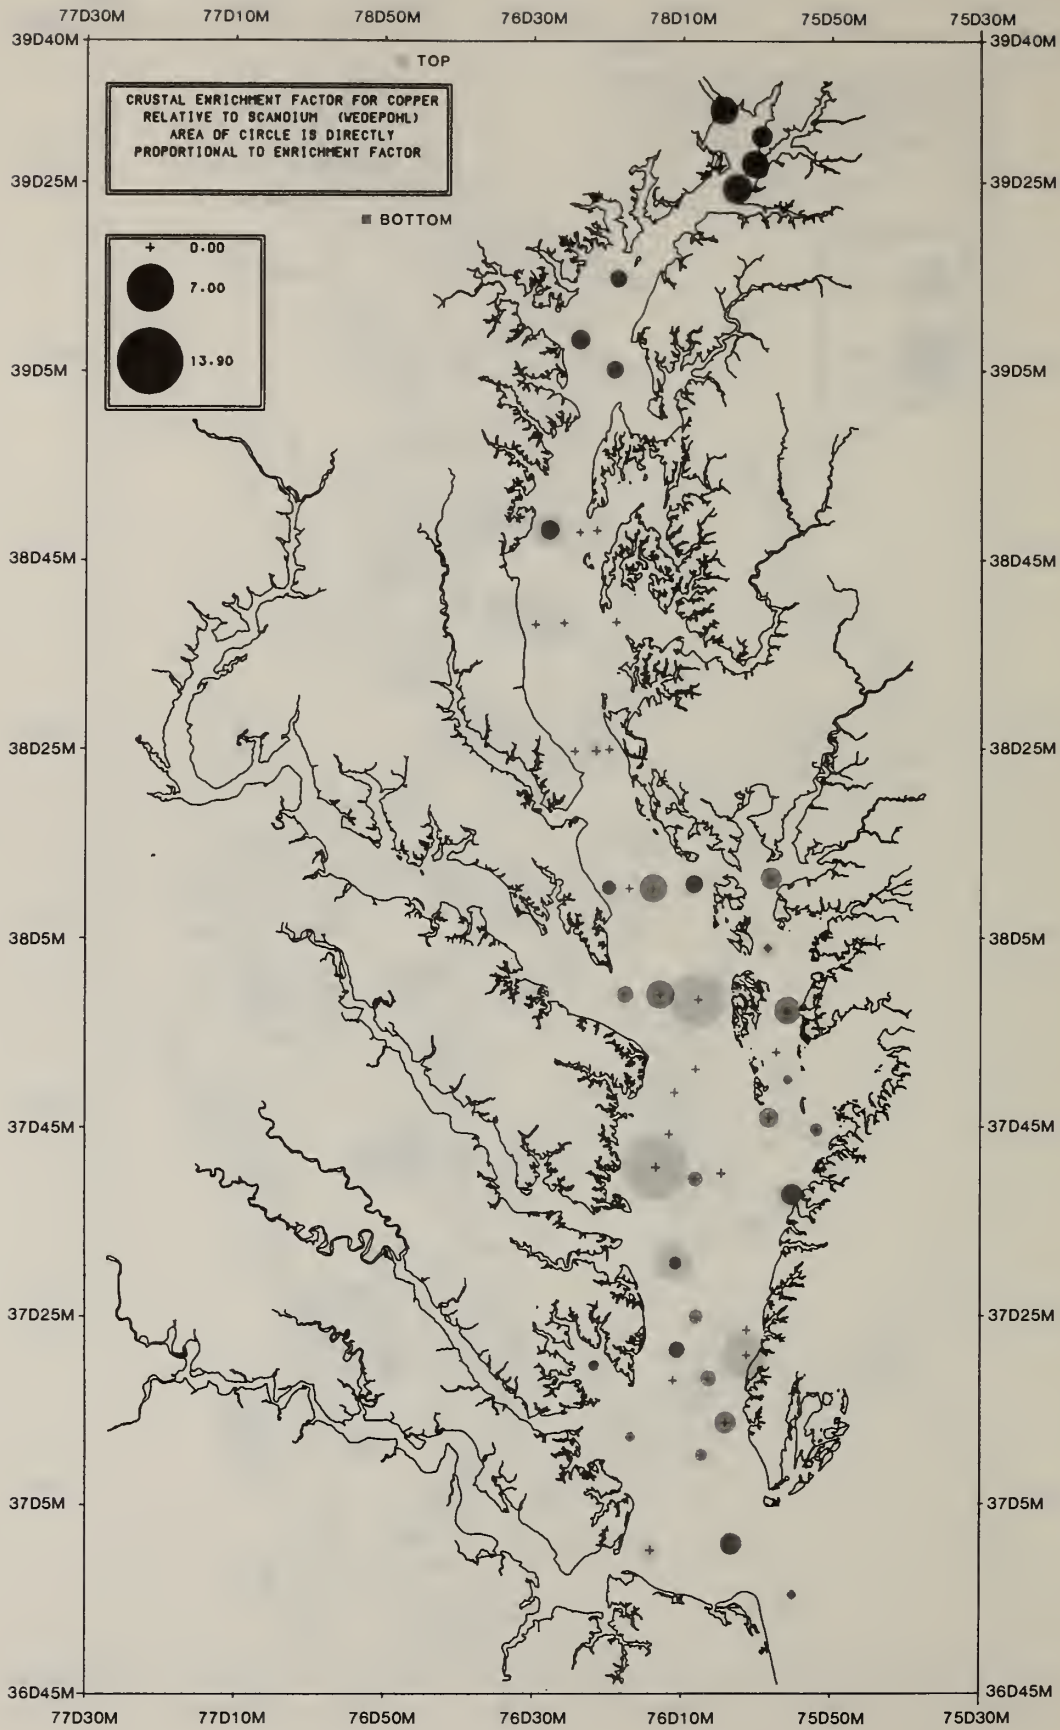 77D30M 77D10M 78D50M 76D30M 78D10M 75D50M 75D30M
39D40M 39D40M
TOP
CRUSTAL ENRICHMENT FACTOR FOR COPPER
RELATIVE TO SCANDIUM (WEDEPOHL)
AREA OF CIRCLE IS DIRECTLY
PROPORTIONAL TO ENRICHMENT FACTOR
39D25M 39D25M
BOTTOM
+ 0.00
7.00
13.90
39D5M 39D5M
38D45M 38D45M
38D25M 38D25M
38D5M 38D5M
37D45M 37D45M
37D25M 37D25M
37D5M 37D5M
36D45M 36D45M
77D30M 77D10M 76D50M 76D30M 76D10M 75D50M 75D30M